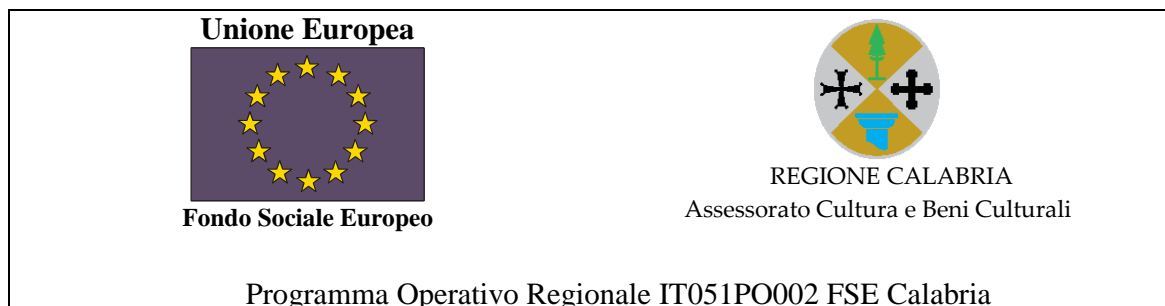 Unione Europea
Fondo Sociale Europeo
REGIONE CALABRIA
Assessorato Cultura e Beni Culturali
Programma Operativo Regionale IT051PO002 FSE Calabria